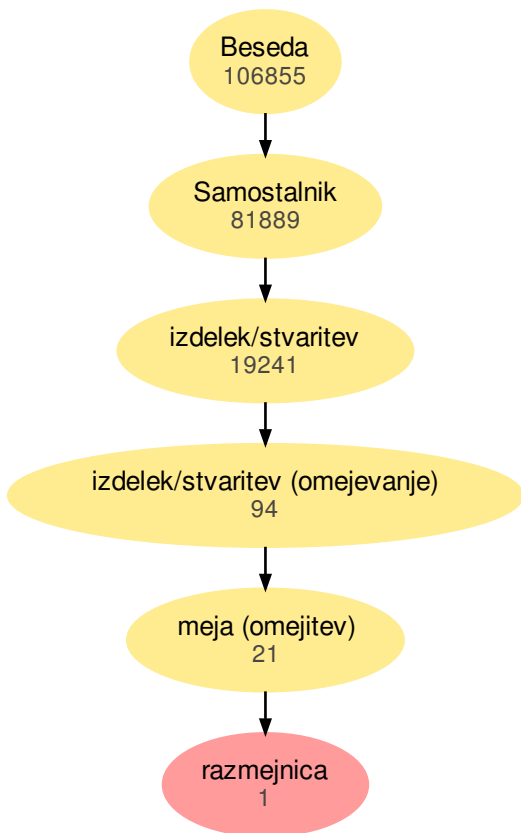 Beseda
106855
Samostalnik
81889
izdelek/stvaritev
19241
izdelek/stvaritev (omejevanje)
94
meja (omejitev)
21
razmejnica
1